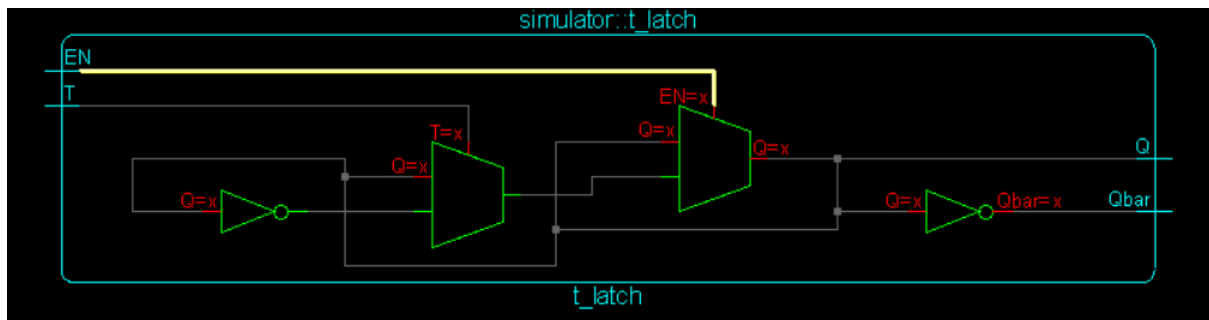 simulator::t_latch
EN
T
EN=x
T=x
Q=x
Q=x
Q=x
Q
Q=x
Q=x
Qbar=x
Qbar
t_latch